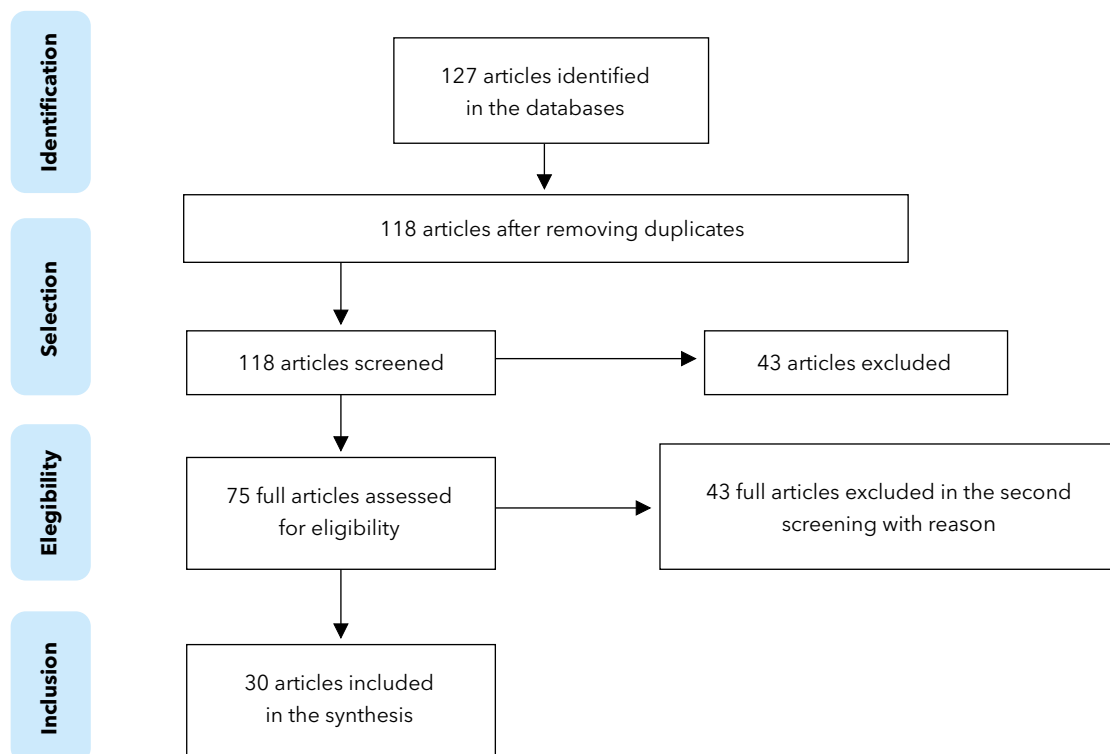 Identification
127 articles identified
in the databases
118 articles after removing duplicates
Selection
118 articles screened
43 articles excluded
Elegibility
75 full articles assessed
for eligibility
43 full articles excluded in the second
screening with reason
Inclusion
30 articles included
in the synthesis